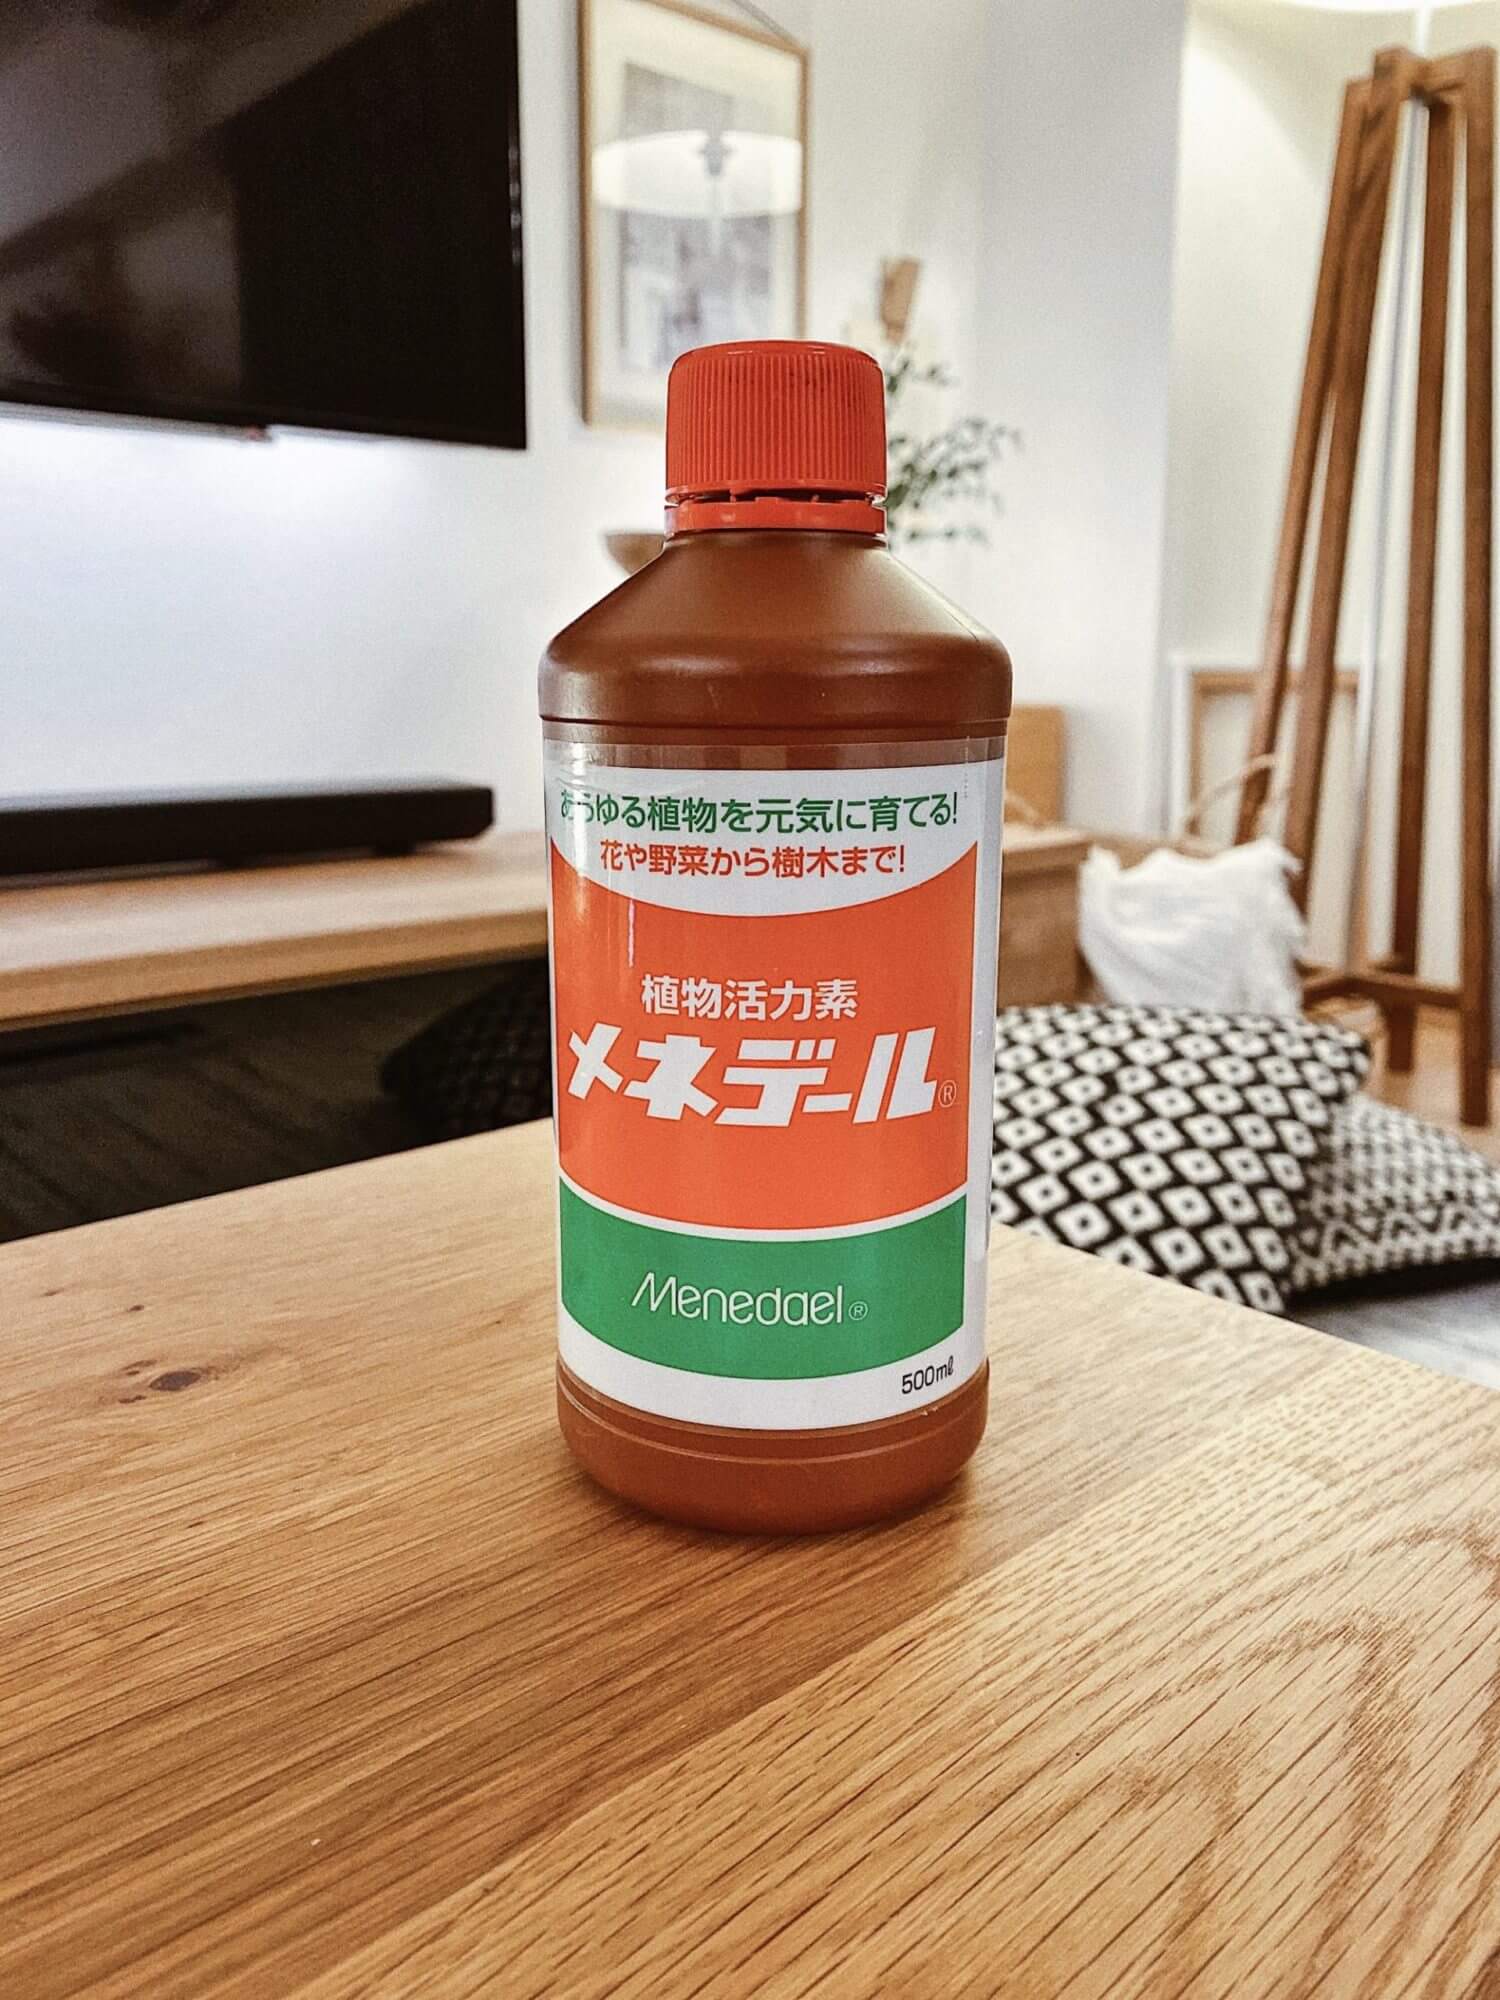 あらゆる植物を元気に育てる!
花や野菜から樹木まで!
植物活力素
メネデール®
Menedael®
500mℓ